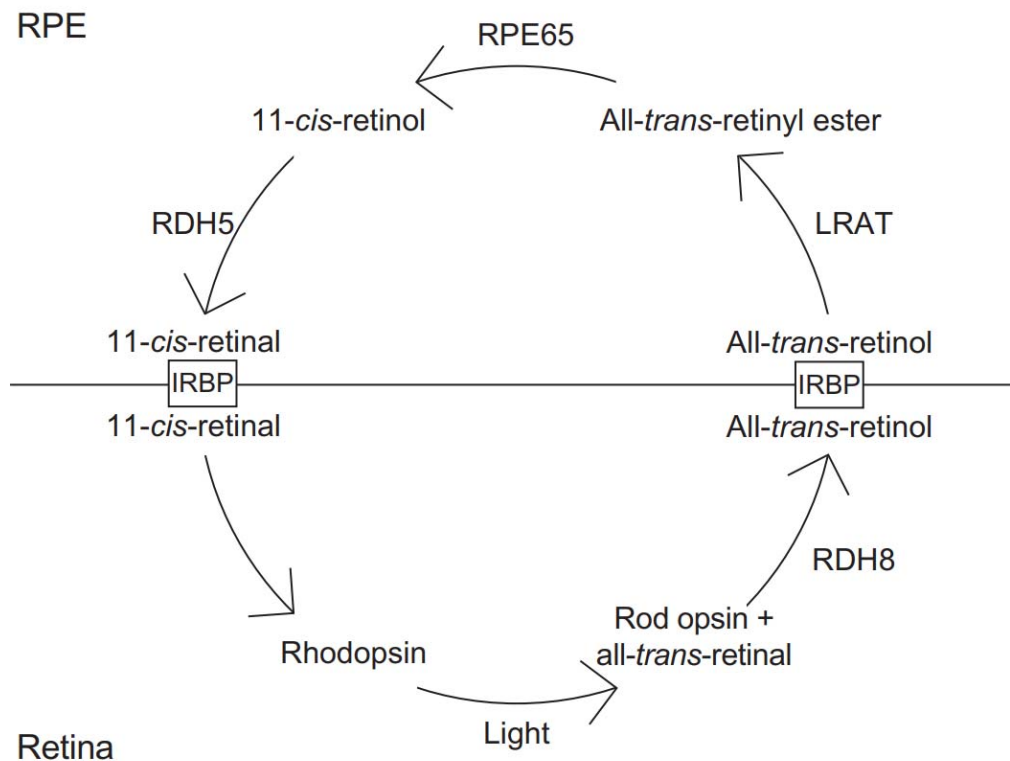 RPE
RPE65
11-cis-retinol
All-trans-retinyl ester
RDH5
LRAT
11-cis-retinal
All-trans-retinol
IRBP
IRBP
11-cis-retinal
All-trans-retinol
RDH8
Rod opsin +
all-trans-retinal
Rhodopsin
Light
Retina